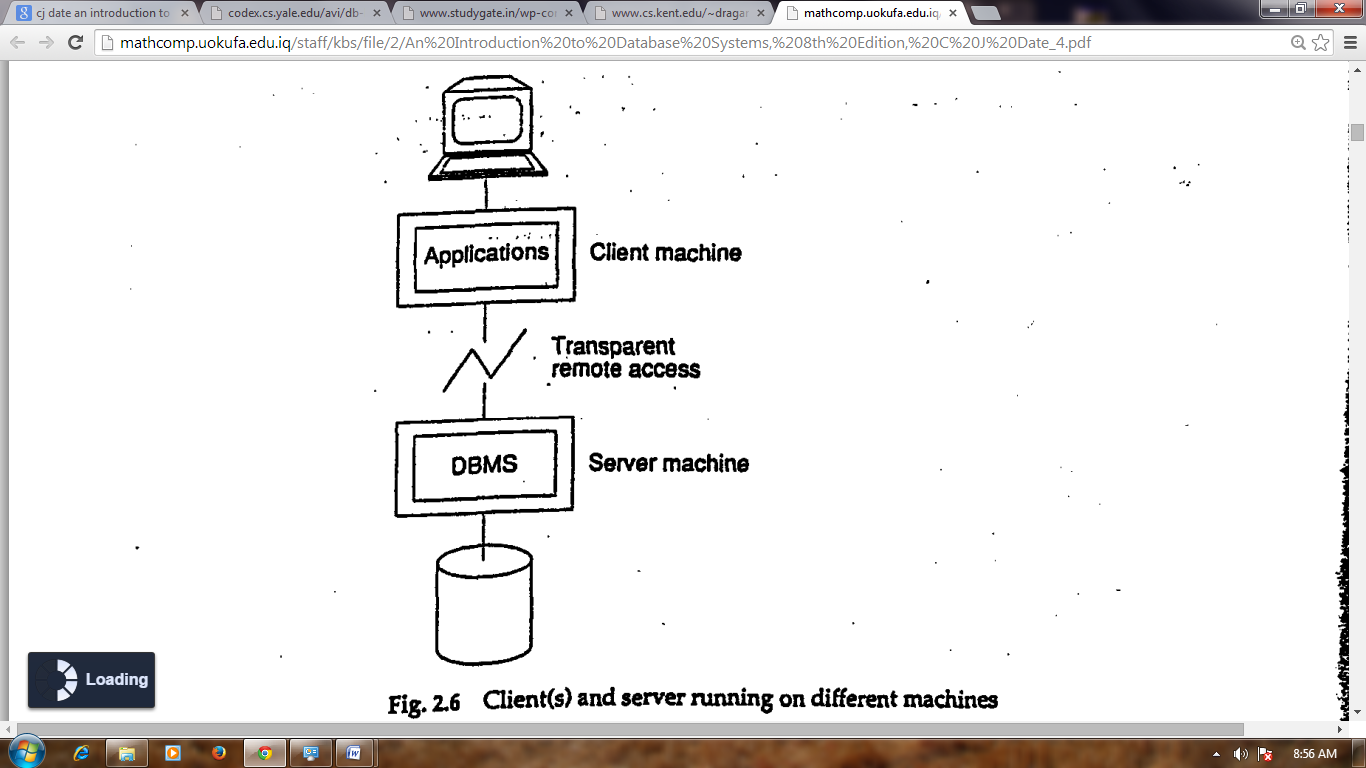 cj date an introduction to
codex.cs.yale.edu/avi/db-
www.studygate.in/wp-con
www.cs.kent.edu/~dragan
mathcomp.uokufa.edu.iq/
mathcomp.uokufa.edu.iq/staff/kbs/file/2/An%20Introduction%20to%20Database%20Systems,%208th%20Edition,%20C%20J%20Date_4.pdf
Applications
Client machine
Transparent
remote access
DBMS
Server machine
Loading
Fig. 2.6 Client(s) and server running on different machines
8:56 AM